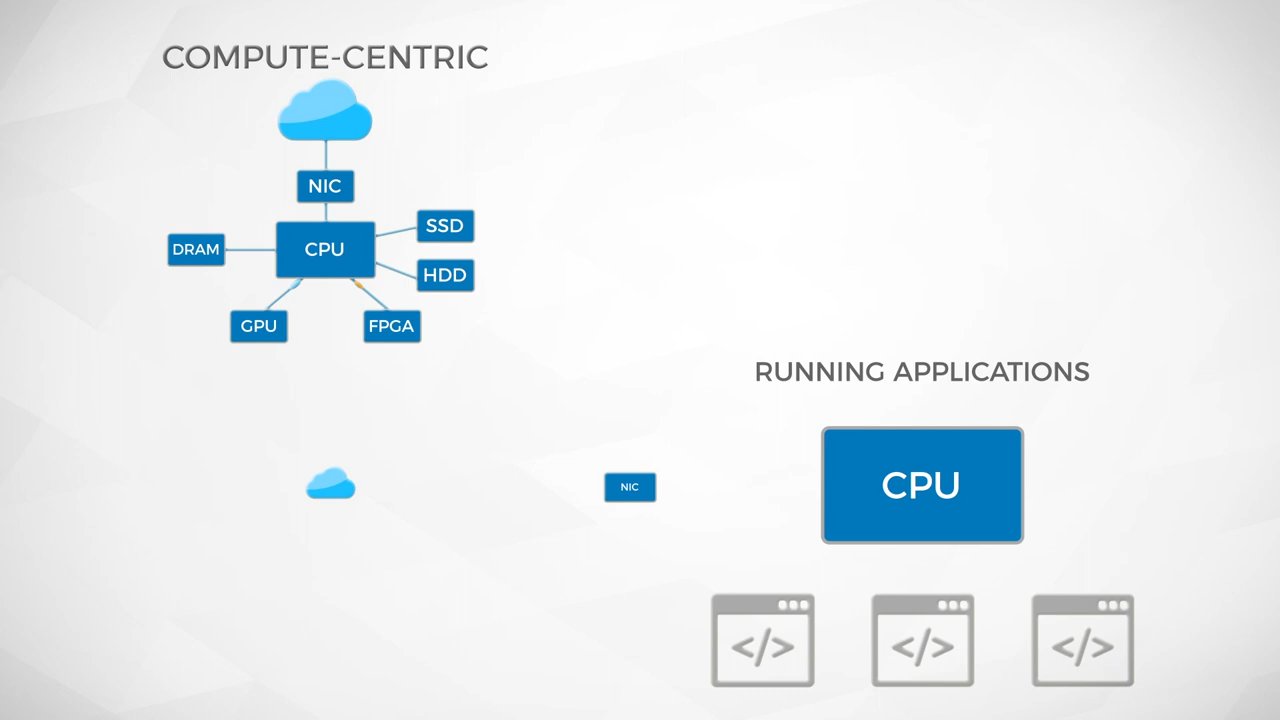 COMPUTE-CENTRIC
NIC
CPU
DRAM
SSD
HDD
GPU
FPGA
RUNNING APPLICATIONS
NIC
CPU
</>
</>
</>